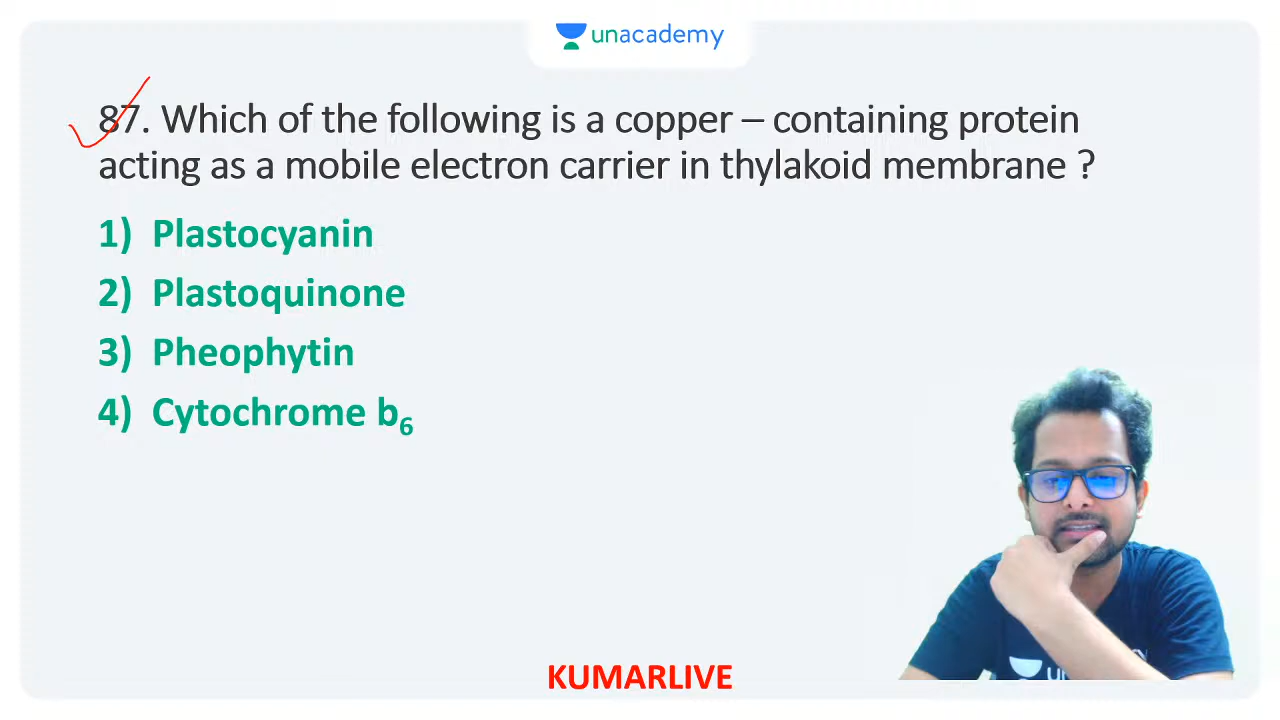 unacademy
87. Which of the following is a copper – containing protein
acting as a mobile electron carrier in thylakoid membrane ?
1) Plastocyanin
2) Plastoquinone
3) Pheophytin
4) Cytochrome b₆
KUMARLIVE